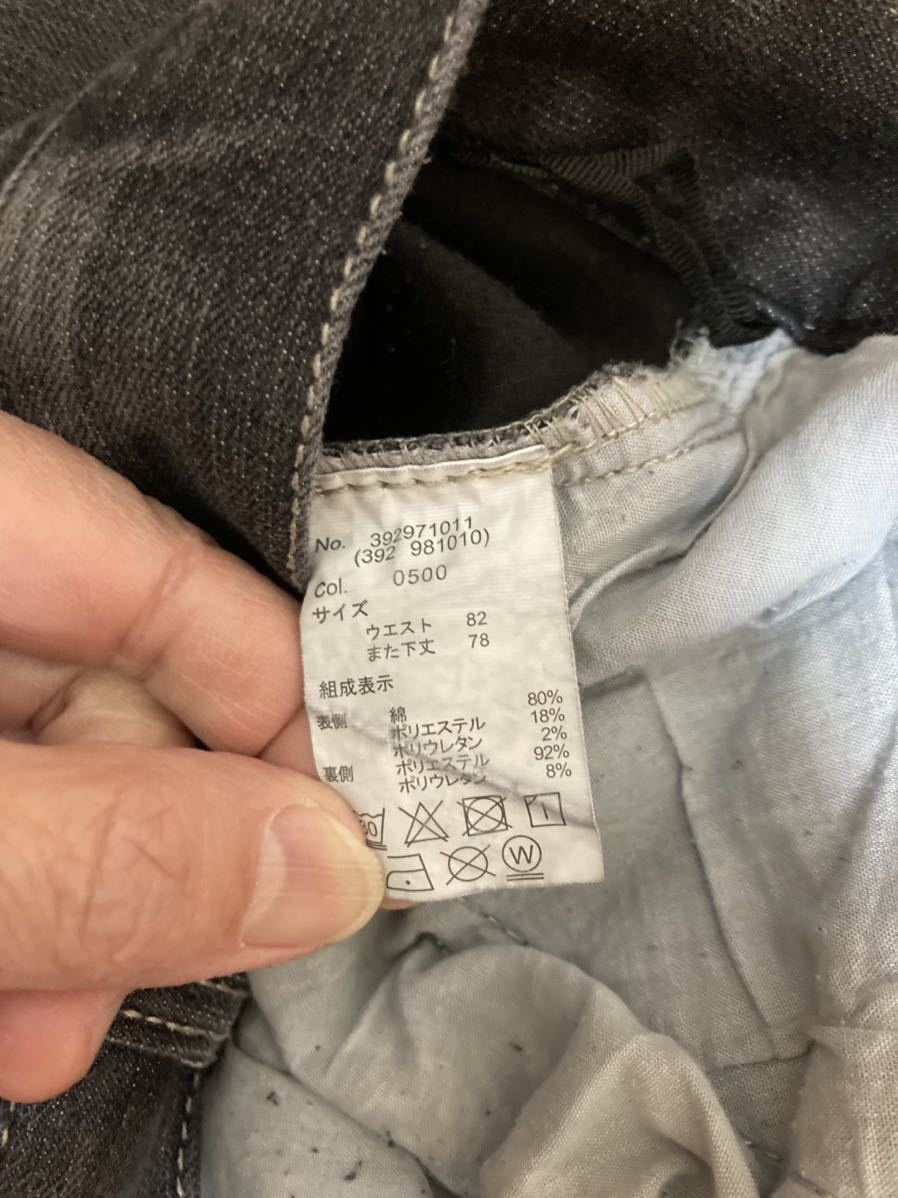 No. 392971011
(392 981010)
Col. 0500
サイズ
ウエスト 82
また下丈 78
組成表示
表側 綿 80%
ポリエステル 18%
ポリウレタン 2%
裏側 ポリエステル 92%
ポリウレタン 8%
30
W